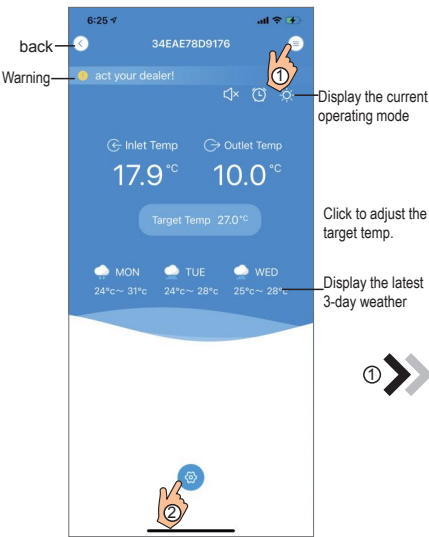 6:25
back
34EAE78D9176
①
Warning
act your dealer!
Display the current
operating mode
Inlet Temp
Outlet Temp
17.9 °C
10.0 °C
Target Temp 27.0°C
Click to adjust the
target temp.
MON
TUE
WED
24°c～ 31°c
24°c～ 28°c
25°c～ 28°c
Display the latest
3-day weather
①
②